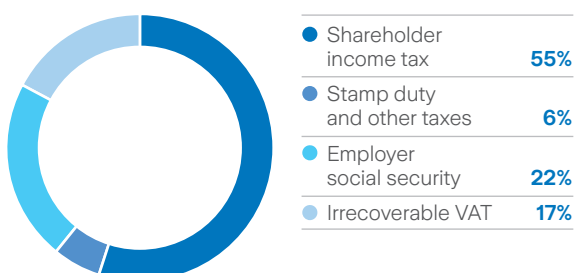 Shareholder
income tax 55%
Stamp duty
and other taxes 6%
Employer
social security 22%
Irrecoverable VAT 17%